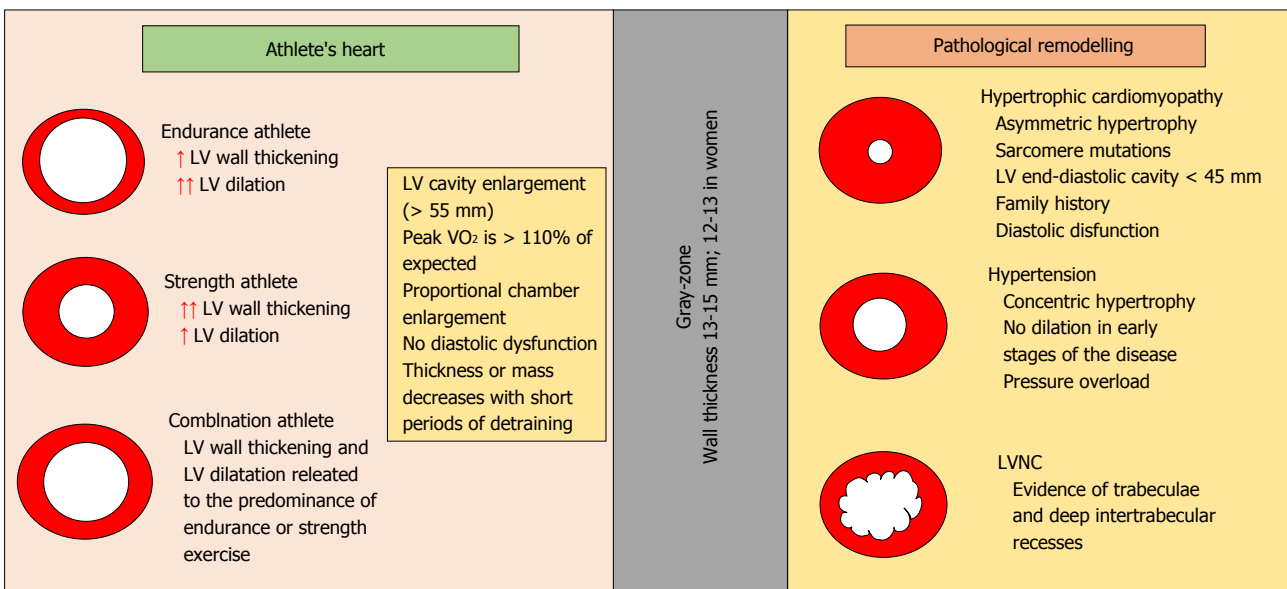 Athlete's heart
Endurance athlete
↑ LV wall thickening
↑↑ LV dilation
Strength athlete
↑↑ LV wall thickening
↑ LV dilation
Comblnation athlete
LV wall thickening and
LV dilatation releated
to the predominance of
endurance or strength
exercise
LV cavity enlargement
(> 55 mm)
Peak VO₂ is > 110% of
expected
Proportional chamber
enlargement
No diastolic dysfunction
Thickness or mass
decreases with short
periods of detraining
Gray-zone
Wall thickness 13-15 mm; 12-13 in women
Pathological remodelling
Hypertrophic cardiomyopathy
Asymmetric hypertrophy
Sarcomere mutations
LV end-diastolic cavity < 45 mm
Family history
Diastolic disfunction
Hypertension
Concentric hypertrophy
No dilation in early
stages of the disease
Pressure overload
LVNC
Evidence of trabeculae
and deep intertrabecular
recesses